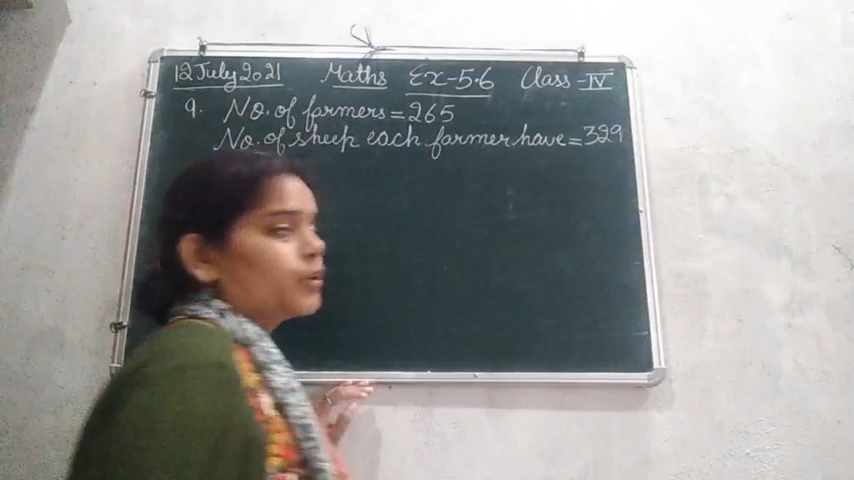 12 July 2021 Maths Ex-5.6 Class-IV
9. No. of farmers = 265
No. of sheep each farmer have = 329